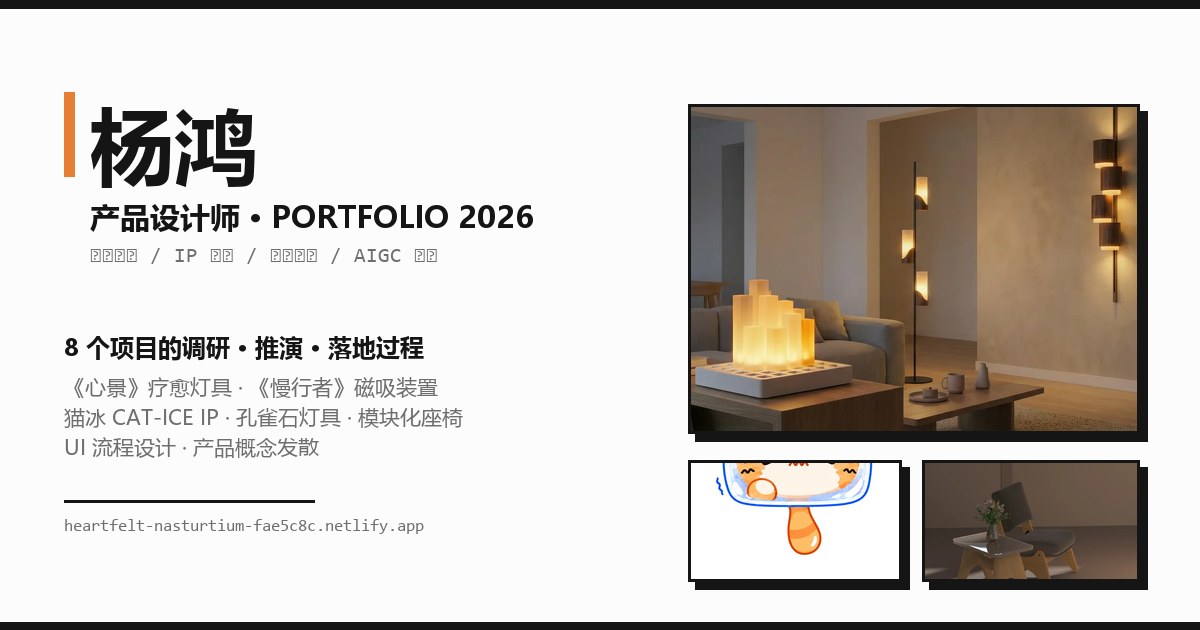 杨鸿
产品设计师 • PORTFOLIO 2026
/ IP / / AIGC
8 个项目的调研 • 推演 • 落地过程
《心景》疗愈灯具 · 《慢行者》磁吸装置
猫冰 CAT-ICE IP · 孔雀石灯具 · 模块化座椅
UI 流程设计 · 产品概念发散
heartfelt-nasturtium-fae5c8c.netlify.app